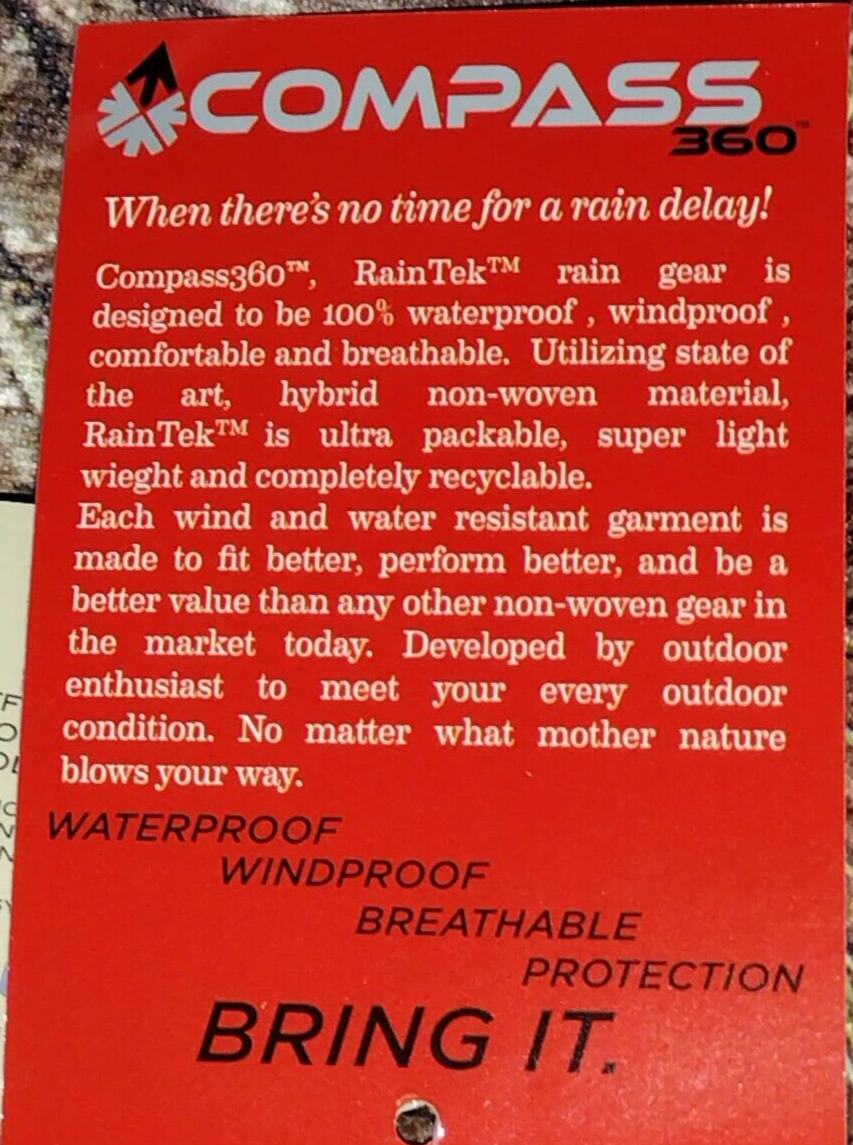 COMPASS
360™
When there's no time for a rain delay!
Compass360™, RainTek™ rain gear is
designed to be 100% waterproof , windproof ,
comfortable and breathable. Utilizing state of
the art, hybrid non-woven material,
RainTek™ is ultra packable, super light
wieght and completely recyclable.
Each wind and water resistant garment is
made to fit better, perform better, and be a
better value than any other non-woven gear in
the market today. Developed by outdoor
enthusiast to meet your every outdoor
condition. No matter what mother nature
blows your way.
WATERPROOF
WINDPROOF
BREATHABLE
PROTECTION
BRING IT.